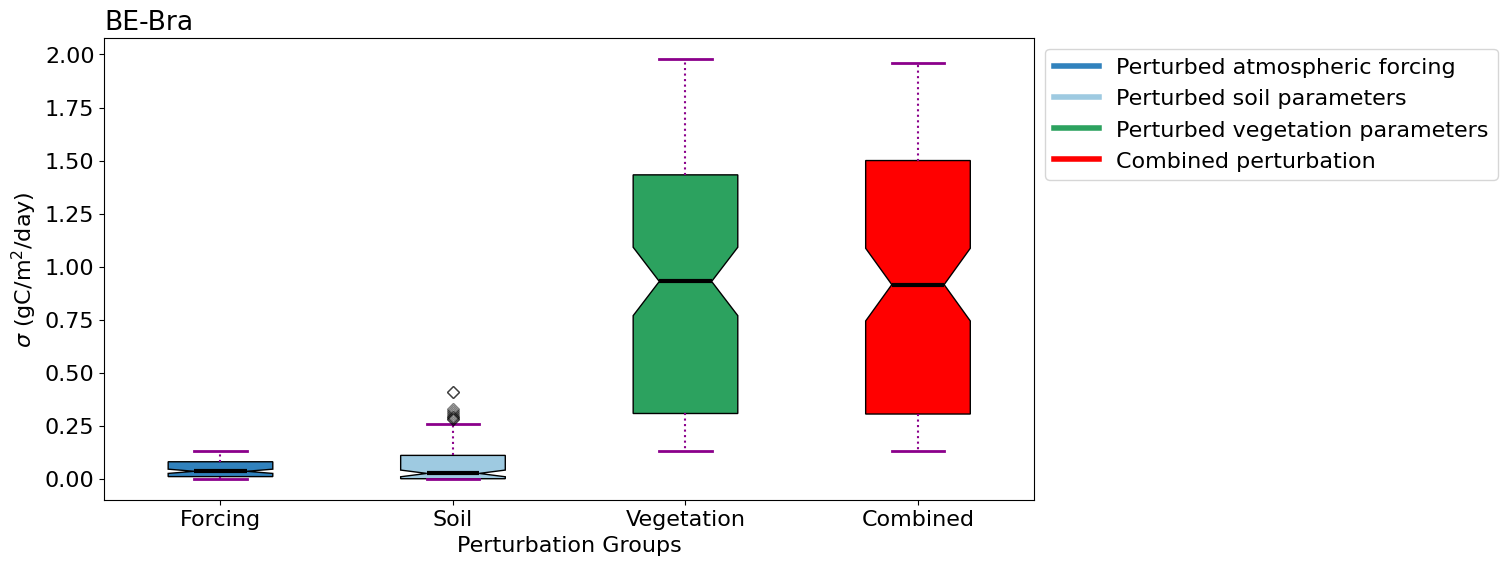 BE-Bra
2.00
1.75
1.50
1.25
1.00
0.75
0.50
0.25
0.00
σ (gC/m²/day)
Forcing Soil Vegetation Combined
Perturbation Groups
Perturbed atmospheric forcing
Perturbed soil parameters
Perturbed vegetation parameters
Combined perturbation